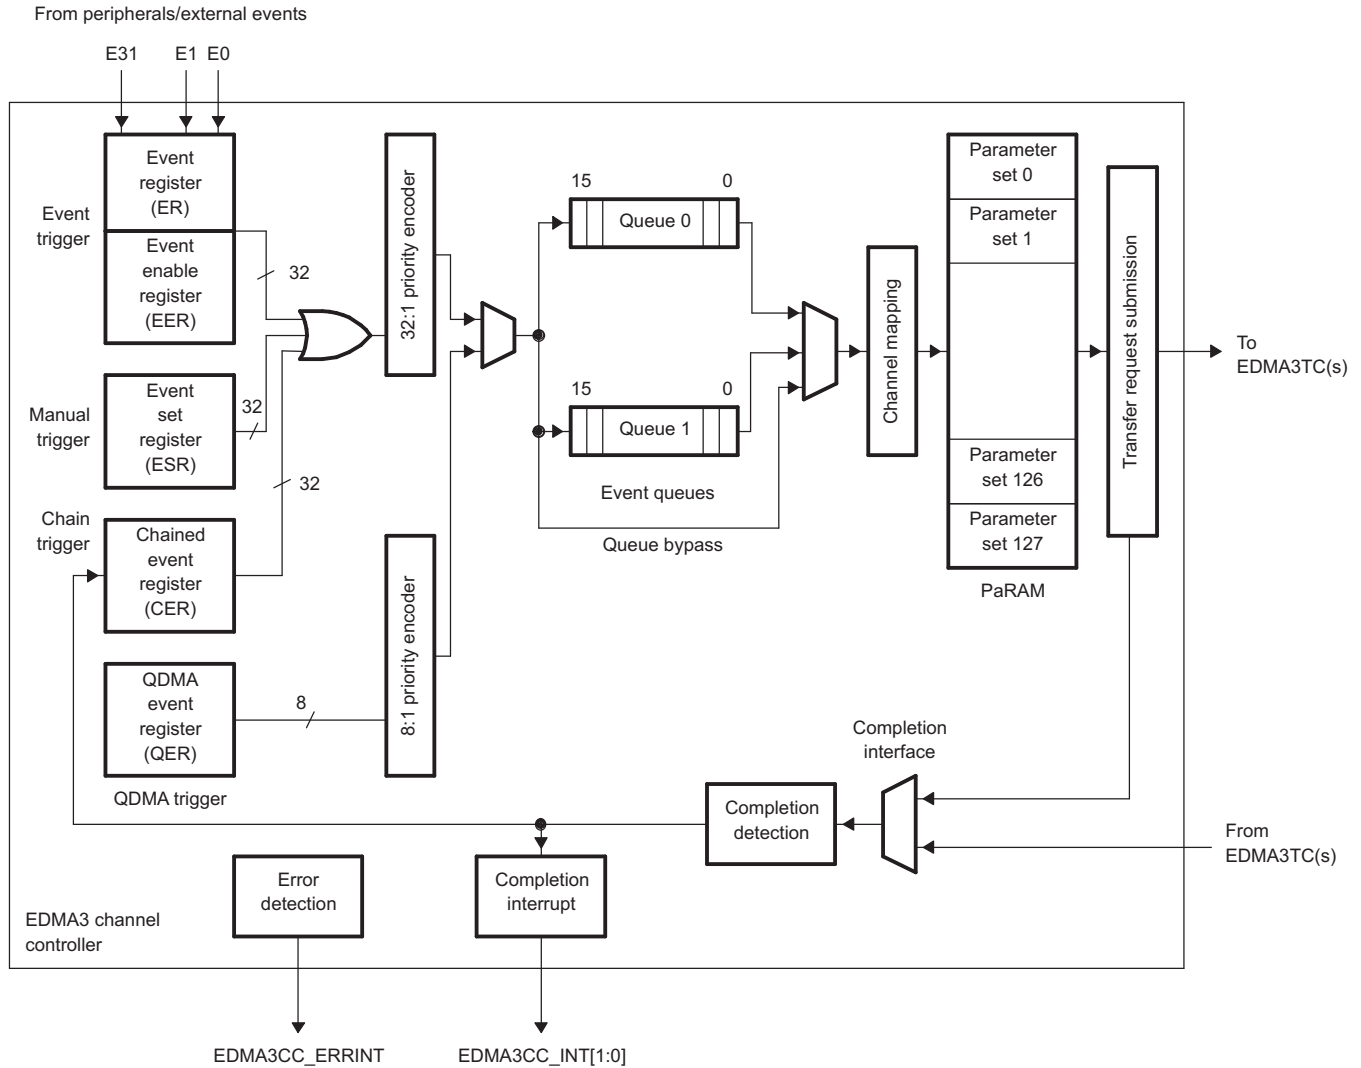 From peripherals/external events
E31
E1
E0
Event
register
(ER)
Event
trigger
Event
enable
register
(EER)
32
Manual
trigger
Event
set
register
(ESR)
32
Chain
trigger
Chained
event
register
(CER)
32
QDMA
event
register
(QER)
8
QDMA trigger
32:1 priority encoder
8:1 priority encoder
15
0
Queue 0
15
0
Queue 1
Event queues
Queue bypass
Channel mapping
Parameter
set 0
Parameter
set 1
Parameter
set 126
Parameter
set 127
PaRAM
Transfer request submission
To
EDMA3TC(s)
Completion
interface
Completion
detection
From
EDMA3TC(s)
Error
detection
Completion
interrupt
EDMA3 channel
controller
EDMA3CC_ERRINT
EDMA3CC_INT[1:0]